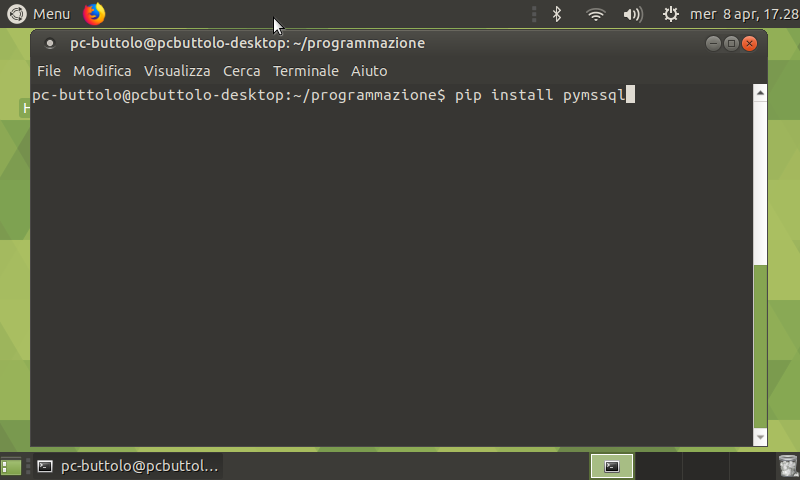 Menu mer 8 apr, 17.28
pc-buttolo@pcbuttolo-desktop: ~/programmazione
File Modifica Visualizza Cerca Terminale Aiuto
H
pc-buttolo@pcbuttolo-desktop:~/programmazione$ pip install pymssql
pc-buttolo@pcbuttol...